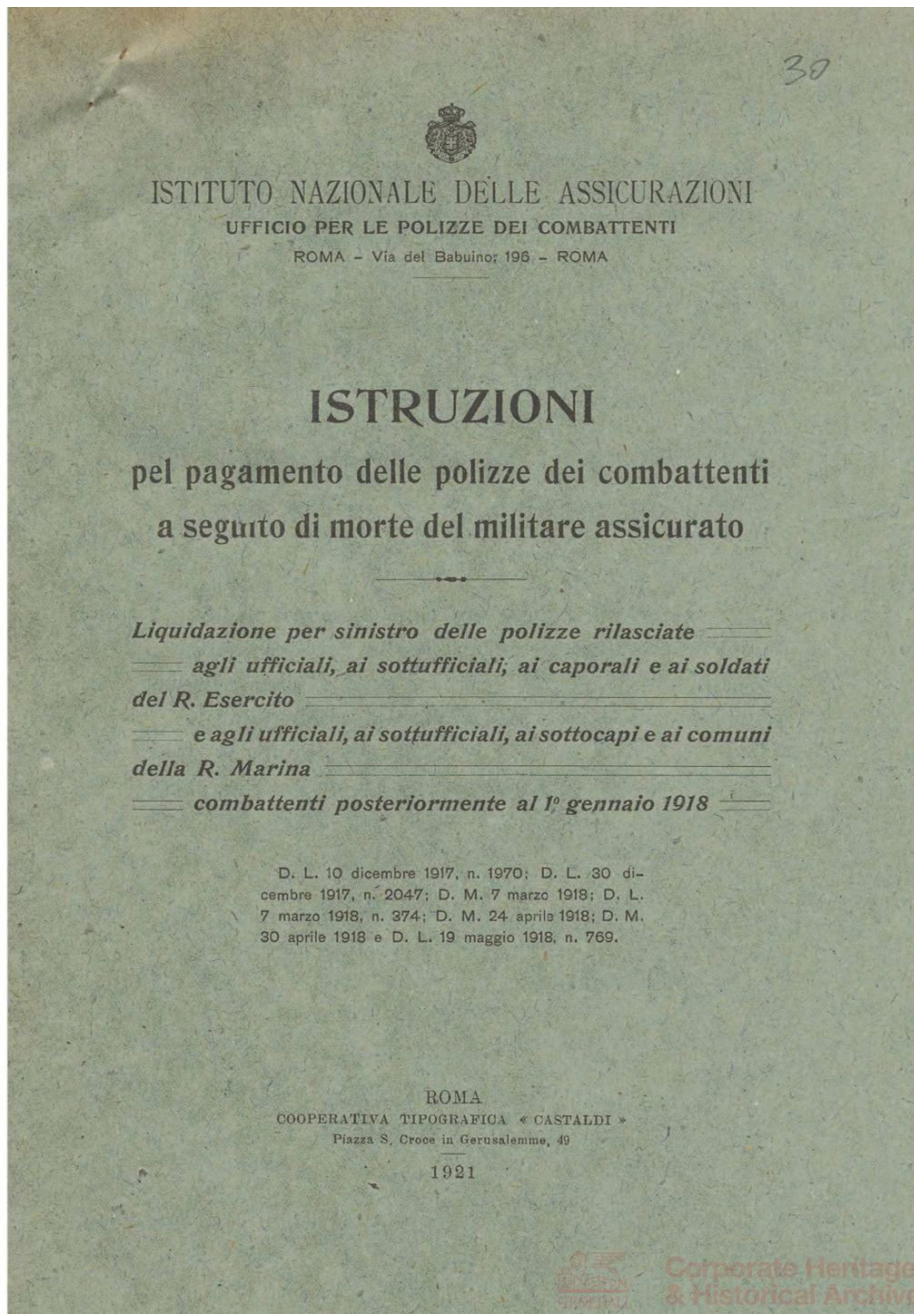 30
ISTITUTO NAZIONALE DELLE ASSICURAZIONI
UFFICIO PER LE POLIZZE DEI COMBATTENTI
ROMA – Via del Babuino, 196 – ROMA
ISTRUZIONI
pel pagamento delle polizze dei combattenti
a seguito di morte del militare assicurato
Liquidazione per sinistro delle polizze rilasciate
agli ufficiali, ai sottufficiali, ai caporali e ai soldati
del R. Esercito
e agli ufficiali, ai sottufficiali, ai sottocapi e ai comuni
della R. Marina
combattenti posteriormente al 1º gennaio 1918
D. L. 10 dicembre 1917, n. 1970; D. L. 30 di-
cembre 1917, n. 2047; D. M. 7 marzo 1918; D. L.
7 marzo 1918, n. 374; D. M. 24 aprile 1918; D. M.
30 aprile 1918 e D. L. 19 maggio 1918, n. 769.
ROMA
COOPERATIVA TIPOGRAFICA « CASTALDI »
Piazza S. Croce in Gerusalemme, 49
1921
Corporate Heritage
& Historical Archive